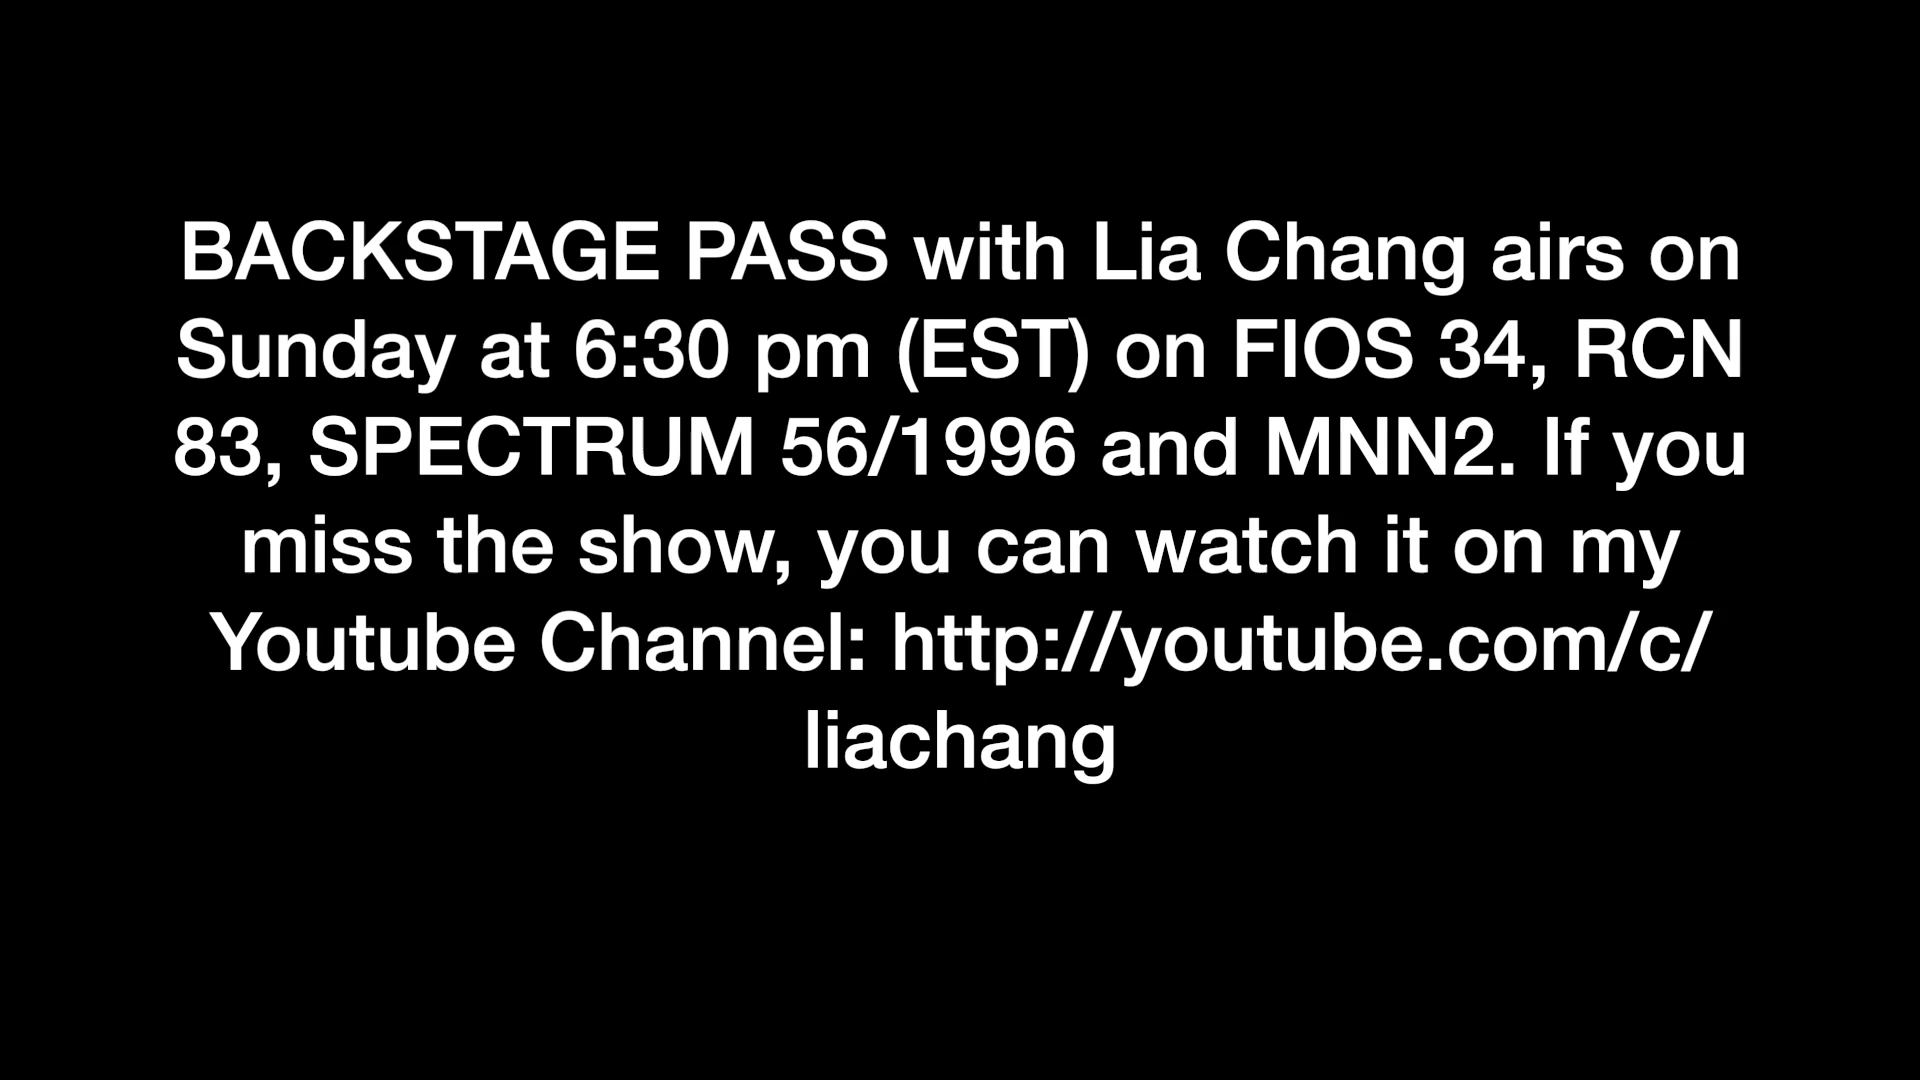 BACKSTAGE PASS with Lia Chang airs on
Sunday at 6:30 pm (EST) on FIOS 34, RCN
83, SPECTRUM 56/1996 and MNN2. If you
miss the show, you can watch it on my
Youtube Channel: http://youtube.com/c/
liachang